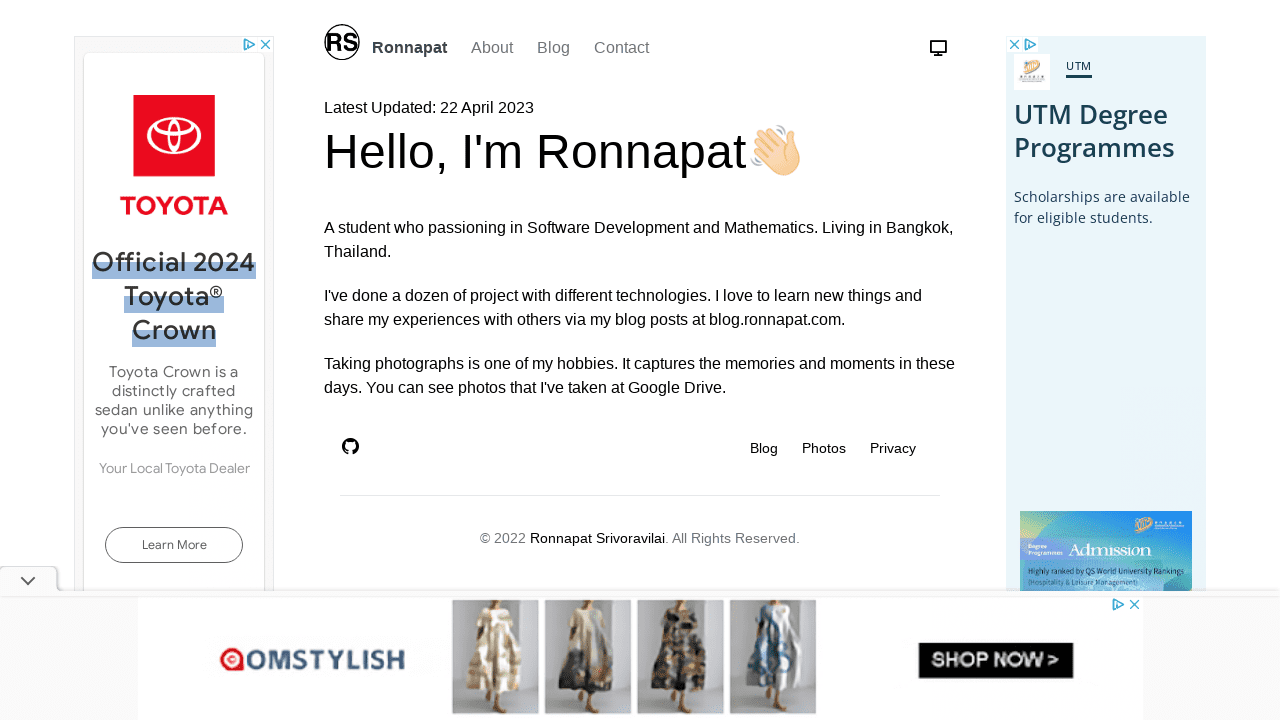 RS
Ronnapat
About
Blog
Contact
Latest Updated: 22 April 2023
Hello, I'm Ronnapat
A student who passioning in Software Development and Mathematics. Living in Bangkok,
Thailand.
I've done a dozen of project with different technologies. I love to learn new things and
share my experiences with others via my blog posts at blog.ronnapat.com.
Taking photographs is one of my hobbies. It captures the memories and moments in these
days. You can see photos that I've taken at Google Drive.
Blog
Photos
Privacy
© 2022 Ronnapat Srivoravilai. All Rights Reserved.
TOYOTA
Official 2024
Toyota®
Crown
Toyota Crown is a
distinctly crafted
sedan unlike anything
you've seen before.
Your Local Toyota Dealer
Learn More
UTM
UTM Degree
Programmes
Scholarships are available
for eligible students.
Degree
Programmes
Admission
Highly ranked by QS World University Rankings
(Hospitality & Leisure Management)
OMSTYLISH
SHOP NOW >